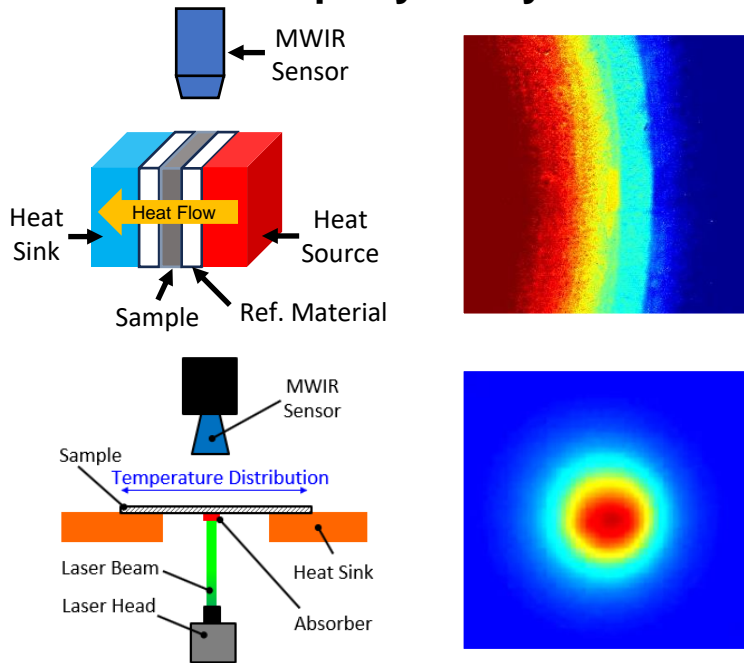 MWIR
Sensor
Heat Flow
Heat
Sink
Heat
Source
Sample
Ref. Material
MWIR
Sensor
Sample
Temperature Distribution
Heat Sink
Laser Beam
Laser Head
Absorber